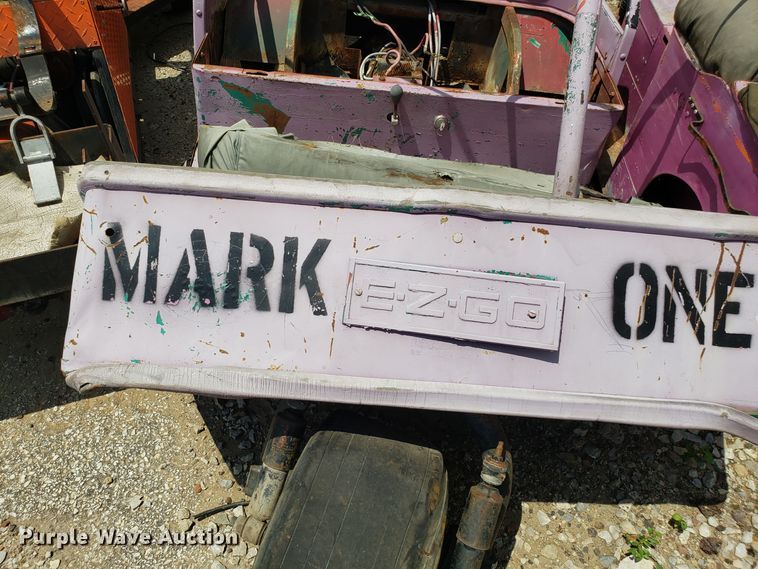 MARK E-Z-GO ONE
Purple Wave Auction